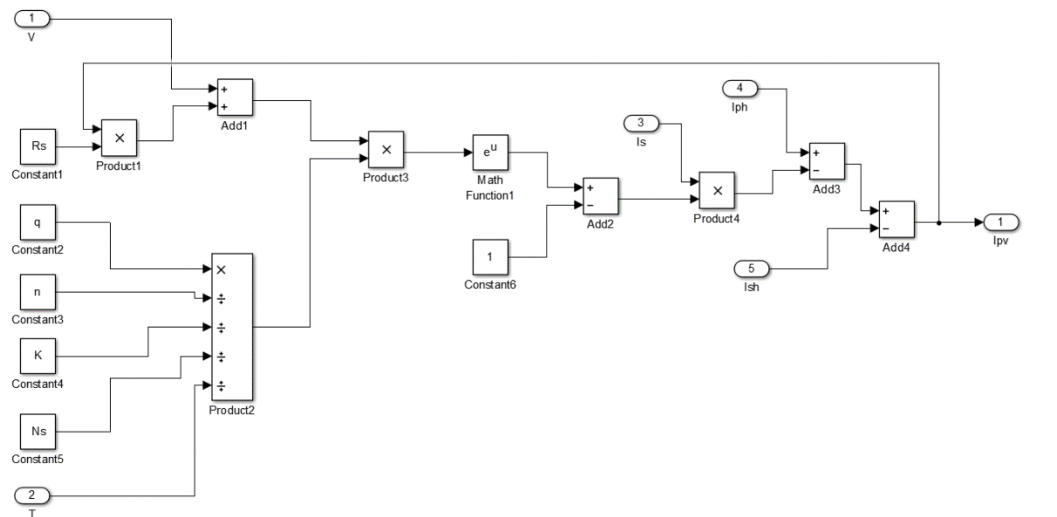 1
V
4
Iph
+
+
Add1
3
Is
Rs
Constant1
×
Product1
×
Product3
e^u
Math
Function1
+
−
Add3
×
Product4
+
−
Add2
q
Constant2
+
−
Add4
1
Ipv
1
Constant6
5
Ish
n
Constant3
×
÷
÷
÷
÷
Product2
K
Constant4
Ns
Constant5
2
T